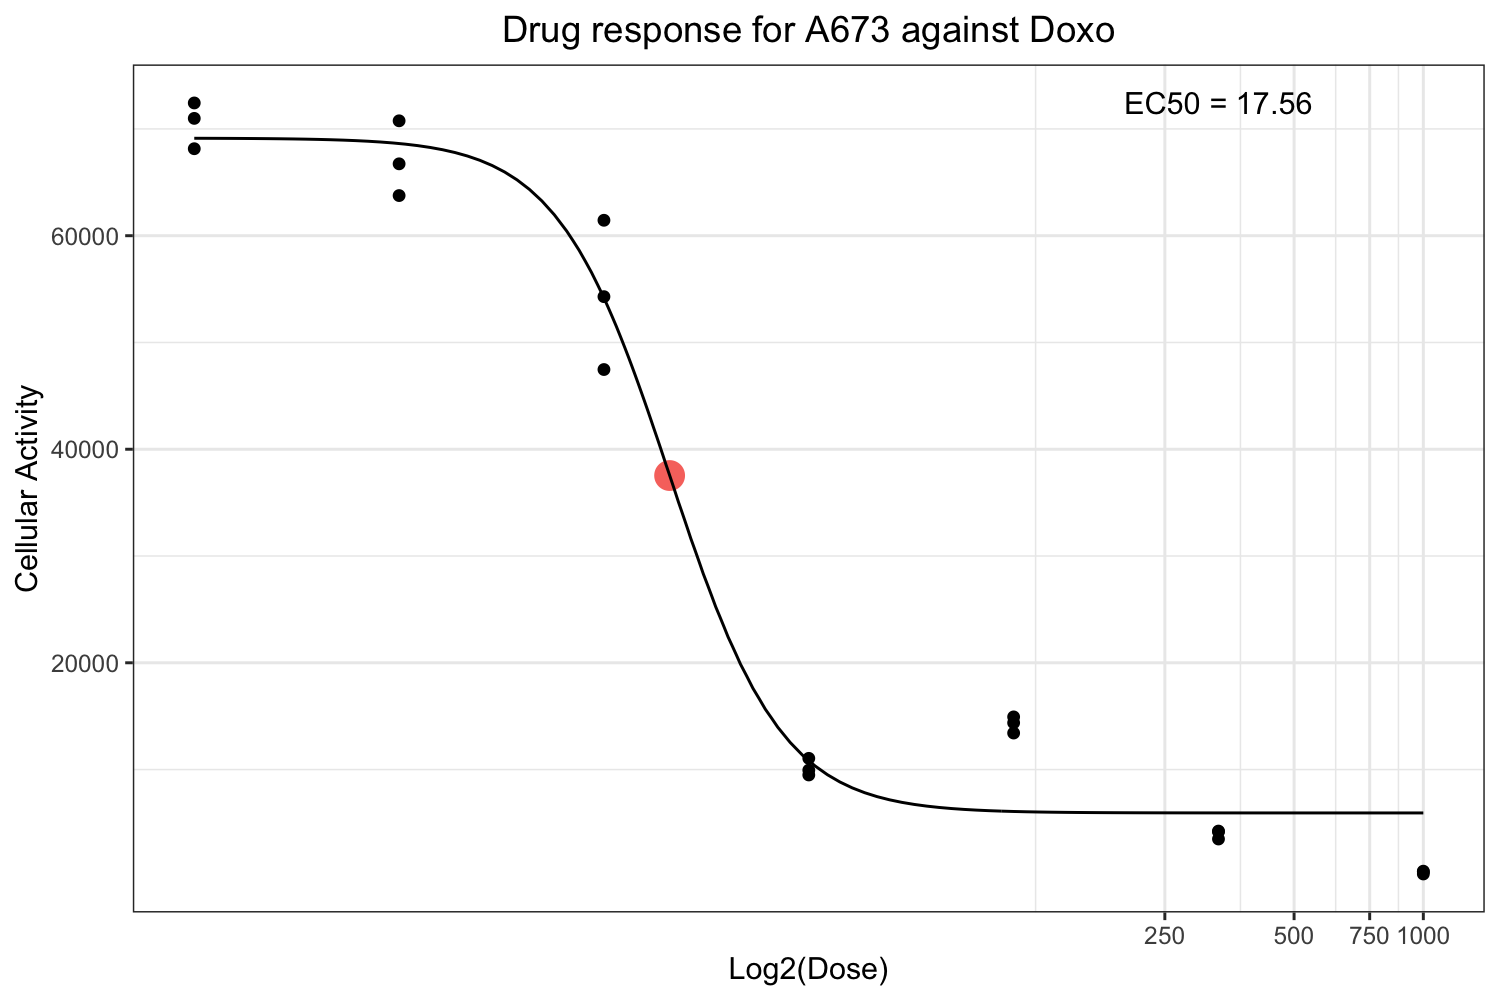 Drug response for A673 against Doxo
EC50 = 17.56
60000
40000
20000
Cellular Activity
250 500 750 1000
Log2(Dose)